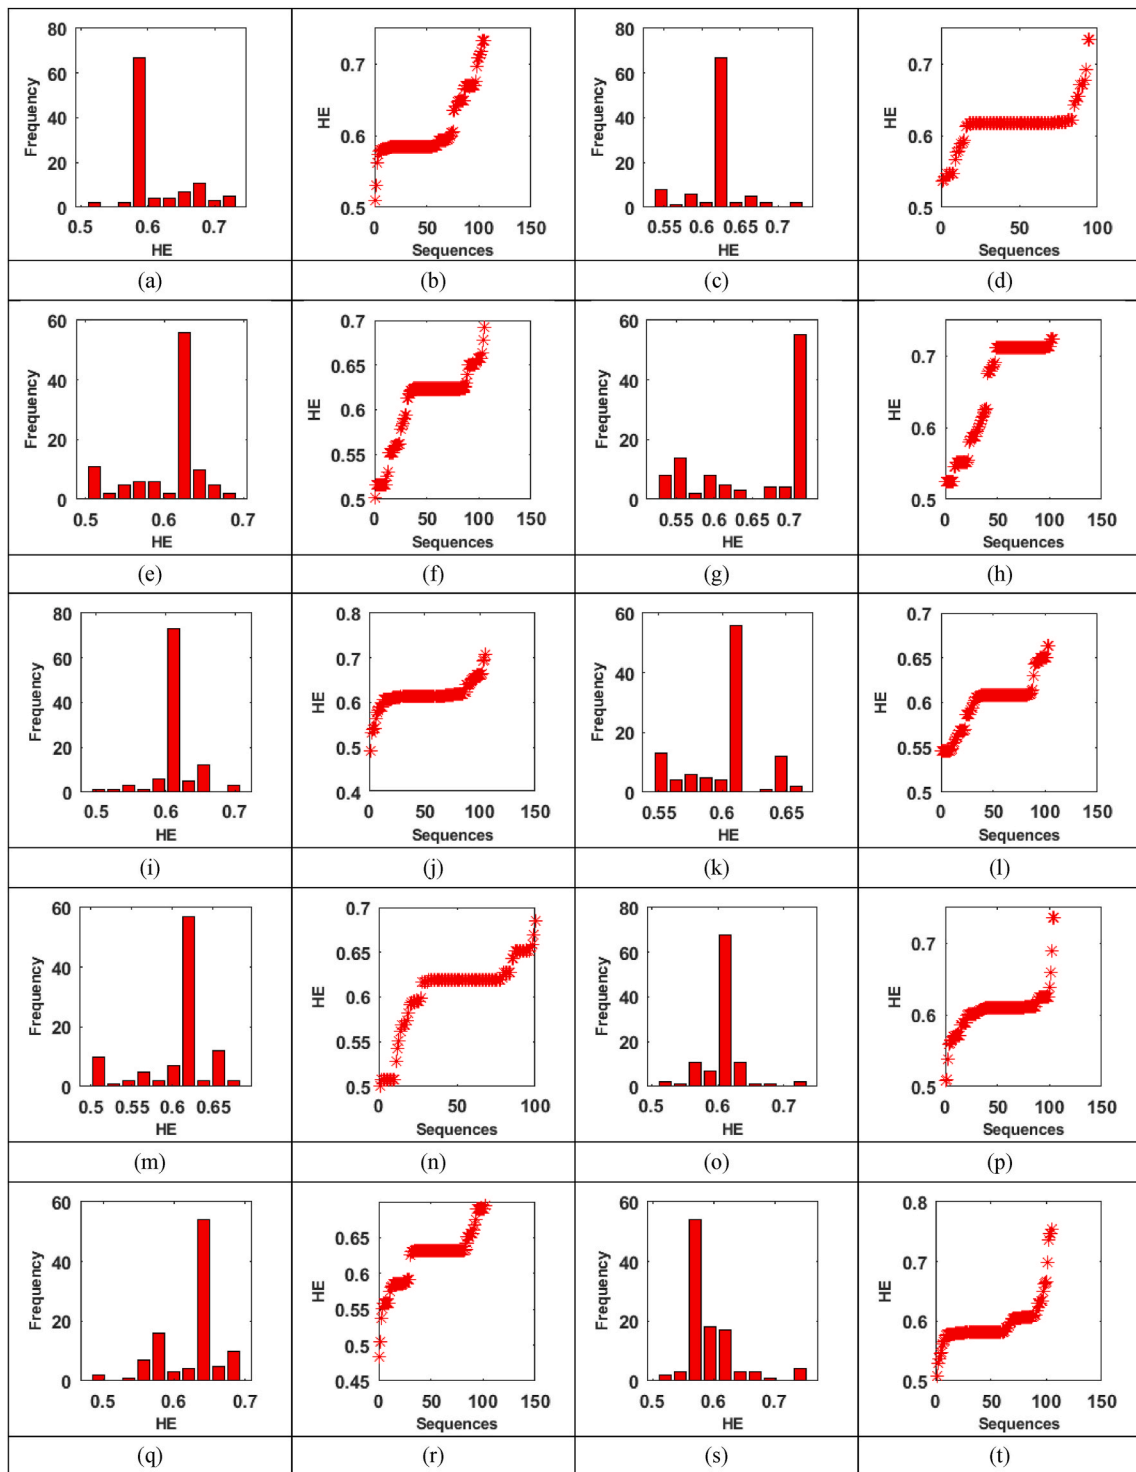 80
60
40
20
0
Frequency
0.5 0.6 0.7
HE
0.7
0.6
0.5
HE
0 50 100 150
Sequences
80
60
40
20
0
Frequency
0.55 0.6 0.65 0.7
HE
0.7
0.6
0.5
HE
0 50 100
Sequences
(a) (b) (c) (d)
60
40
20
0
Frequency
0.5 0.6 0.7
HE
0.7
0.65
0.6
0.55
0.5
HE
0 50 100 150
Sequences
60
40
20
0
Frequency
0.55 0.6 0.65 0.7
HE
0.7
0.6
0.5
HE
0 50 100 150
Sequences
(e) (f) (g) (h)
80
60
40
20
0
Frequency
0.5 0.6 0.7
HE
0.8
0.7
0.6
0.5
0.4
HE
0 50 100 150
Sequences
80
60
40
20
0
Frequency
0.55 0.6 0.65
HE
0.7
0.65
0.6
0.55
0.5
HE
0 50 100 150
Sequences
(i) (j) (k) (l)
60
40
20
0
Frequency
0.5 0.55 0.6 0.65
HE
0.7
0.65
0.6
0.55
0.5
HE
0 50 100
Sequences
80
60
40
20
0
Frequency
0.5 0.6 0.7
HE
0.7
0.6
0.5
HE
0 50 100 150
Sequences
(m) (n) (o) (p)
60
40
20
0
Frequency
0.5 0.6 0.7
HE
0.65
0.6
0.55
0.5
0.45
HE
0 50 100 150
Sequences
60
40
20
0
Frequency
0.5 0.6 0.7
HE
0.8
0.7
0.6
0.5
HE
0 50 100 150
Sequences
(q) (r) (s) (t)